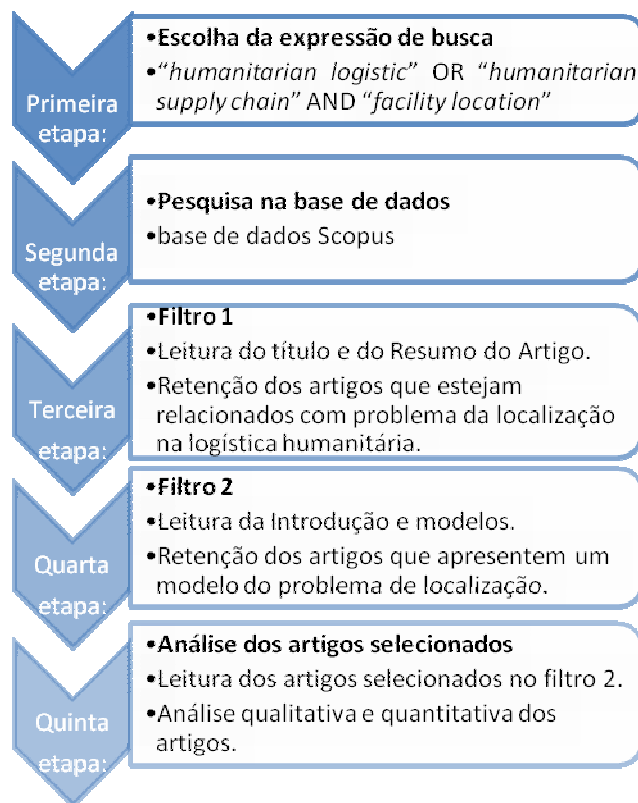 Primeira
etapa:
•Escolha da expressão de busca
•“humanitarian logistic” OR “humanitarian
supply chain” AND “facility location”
Segunda
etapa:
•Pesquisa na base de dados
•base de dados Scopus
Terceira
etapa:
•Filtro 1
•Leitura do título e do Resumo do Artigo.
•Retenção dos artigos que estejam
relacionados com problema da localização
na logística humanitária.
Quarta
etapa:
•Filtro 2
•Leitura da Introdução e modelos.
•Retenção dos artigos que apresentem um
modelo do problema de localização.
Quinta
etapa:
•Análise dos artigos selecionados
•Leitura dos artigos selecionados no filtro 2.
•Análise qualitativa e quantitativa dos
artigos.